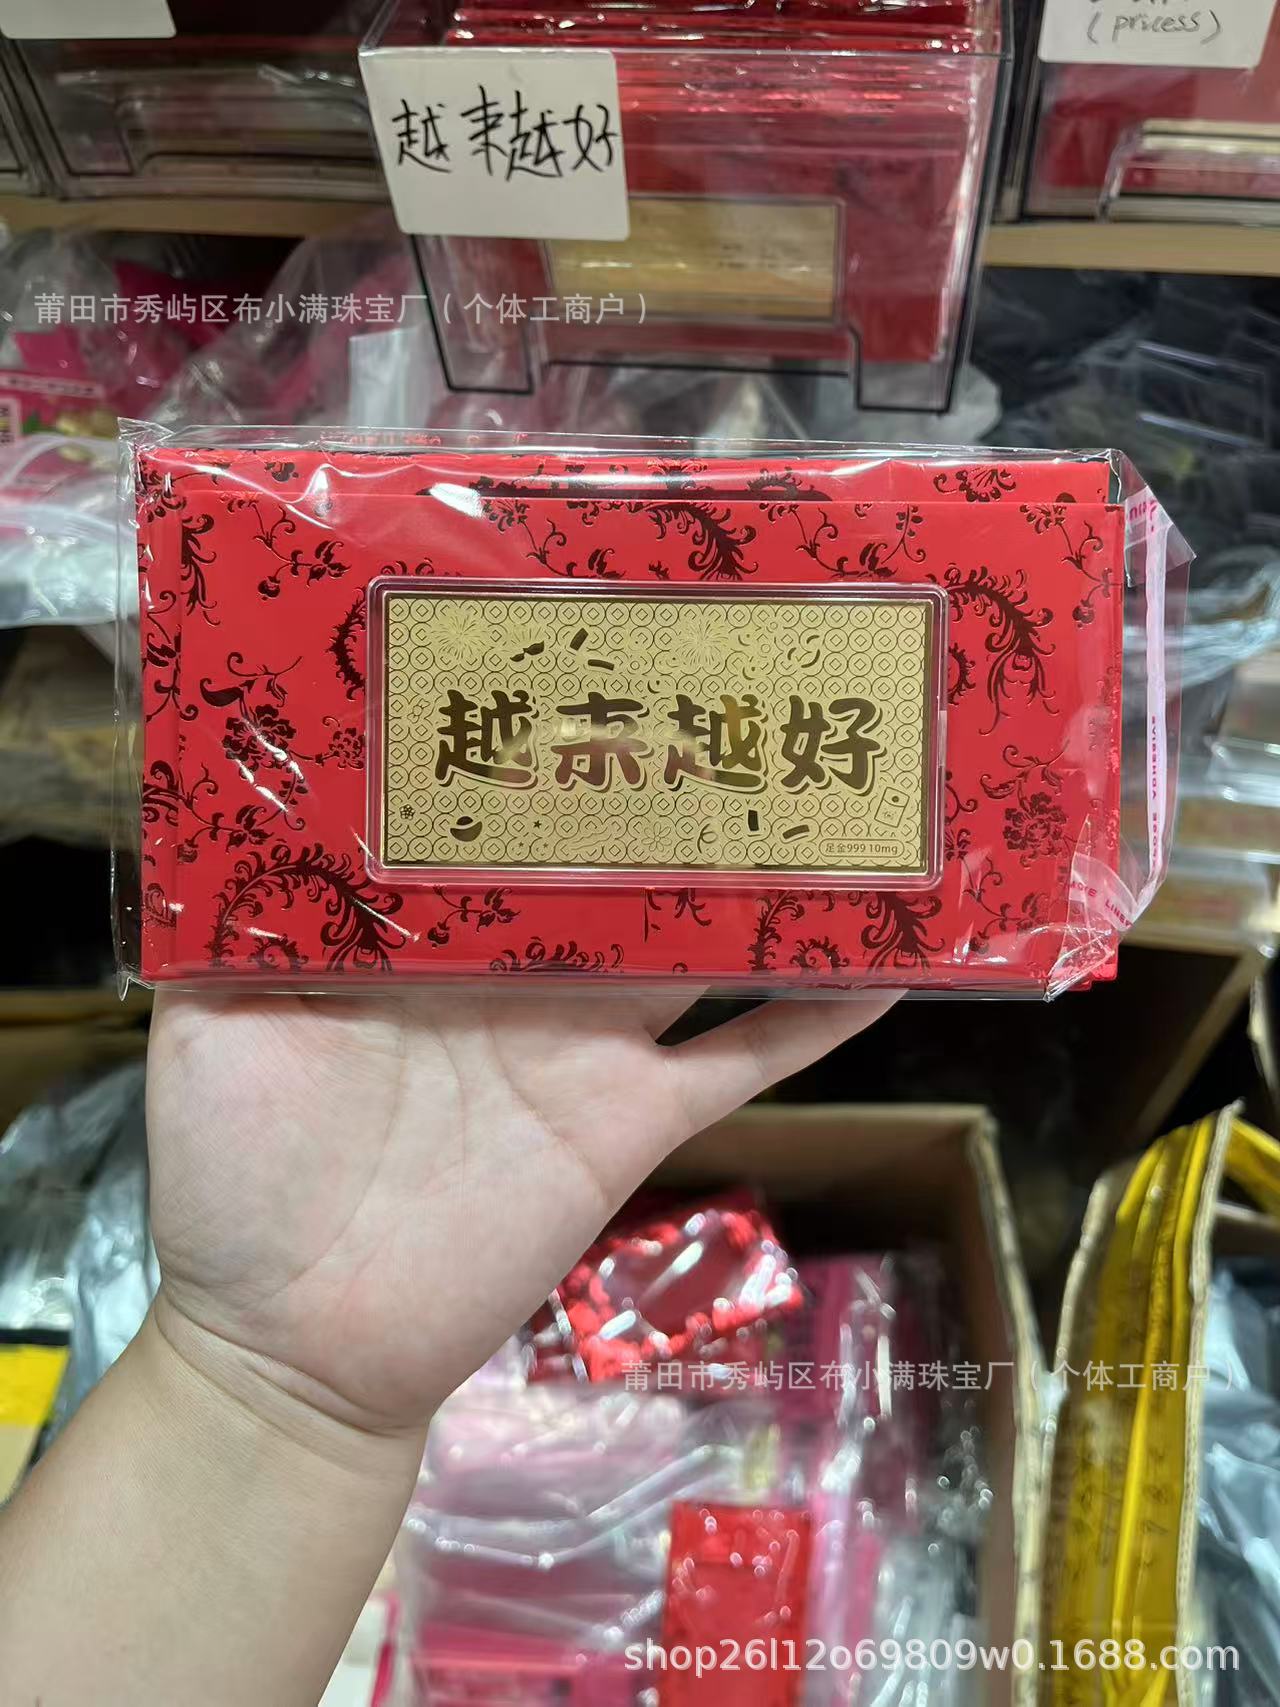 (pricess)
越来越好
莆田市秀屿区布小满珠宝厂(个体工商户)
越来越好
足金999 10mg
莆田市秀屿区布小满珠宝厂(个体工商户)
shop26l12o69809w0.1688.com